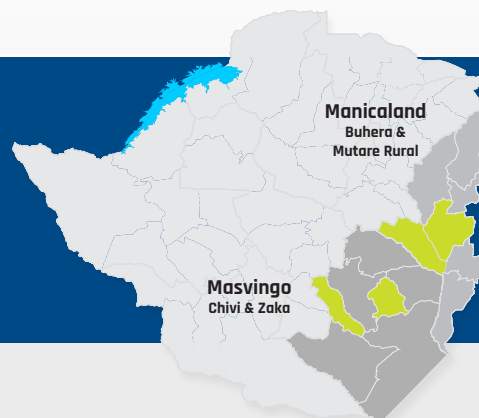 Manicaland
Buhera &
Mutare Rural
Masvingo
Chivi & Zaka